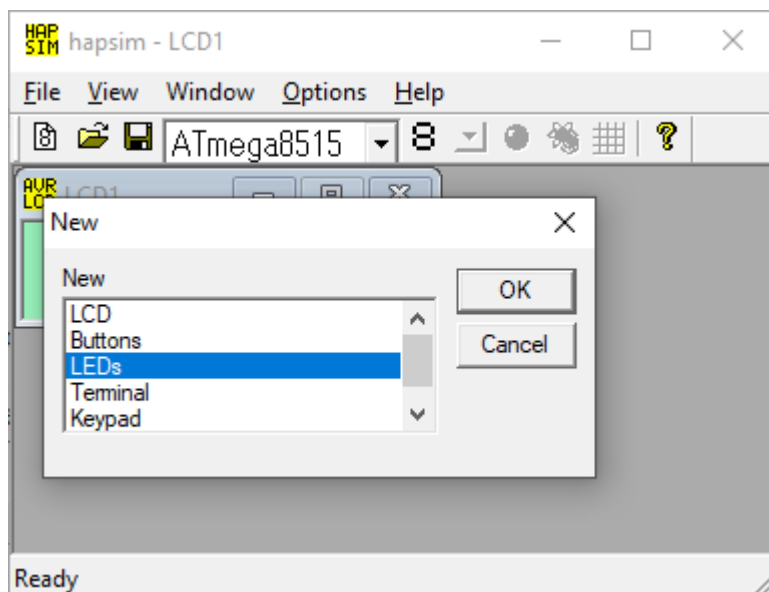 HAP SIM hapsim - LCD1
File View Window Options Help
ATmega8515 8 ?
AVR LCD LCD1
New
New
LCD
Buttons
LEDs
Terminal
Keypad
OK
Cancel
Ready